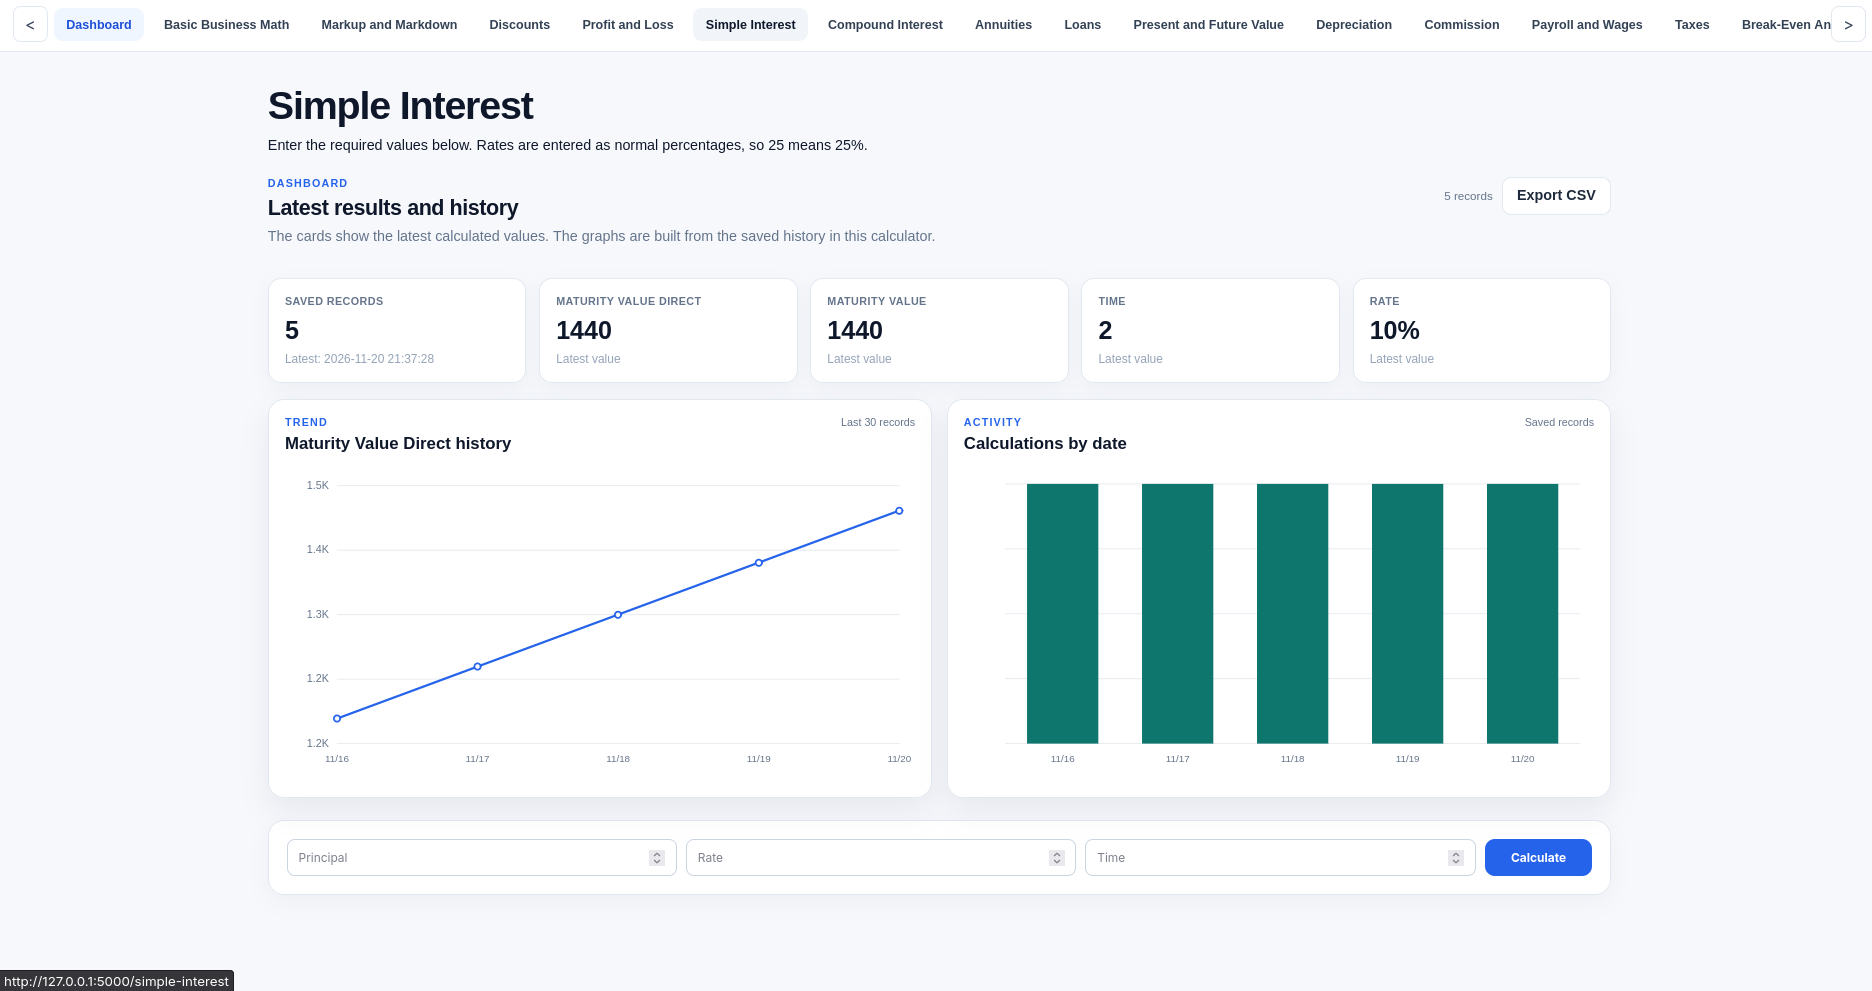 < Dashboard Basic Business Math Markup and Markdown Discounts Profit and Loss Simple Interest Compound Interest Annuities Loans Present and Future Value Depreciation Commission Payroll and Wages Taxes Break-Even An >
Simple Interest
Enter the required values below. Rates are entered as normal percentages, so 25 means 25%.
DASHBOARD
Latest results and history
The cards show the latest calculated values. The graphs are built from the saved history in this calculator.
5 records Export CSV
SAVED RECORDS
5
Latest: 2026-11-20 21:37:28
MATURITY VALUE DIRECT
1440
Latest value
MATURITY VALUE
1440
Latest value
TIME
2
Latest value
RATE
10%
Latest value
TREND
Last 30 records
Maturity Value Direct history
1.5K
1.4K
1.3K
1.2K
1.2K
11/16 11/17 11/18 11/19 11/20
ACTIVITY
Saved records
Calculations by date
11/16 11/17 11/18 11/19 11/20
Principal Rate Time Calculate
http://127.0.0.1:5000/simple-interest